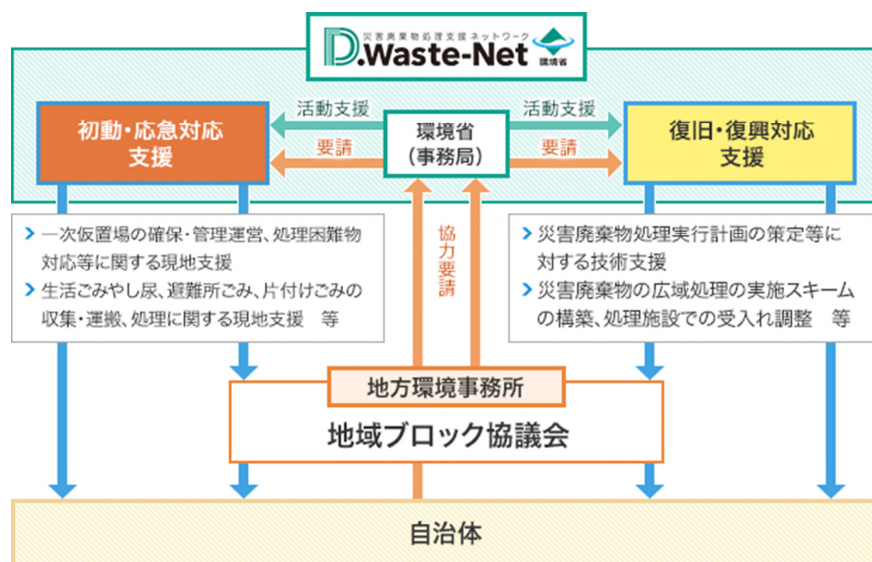 災害廃棄物処理支援ネットワーク
D.Waste-Net
環境省
初動・応急対応
支援
活動支援
要請
環境省
(事務局)
活動支援
要請
復旧・復興対応
支援
一次仮置場の確保・管理運営、処理困難物
対応等に関する現地支援
生活ごみやし尿、避難所ごみ、片付けごみの
収集・運搬、処理に関する現地支援 等
協力要請
災害廃棄物処理実行計画の策定等に
対する技術支援
災害廃棄物の広域処理の実施スキーム
の構築、処理施設での受入れ調整 等
地方環境事務所
地域ブロック協議会
自治体